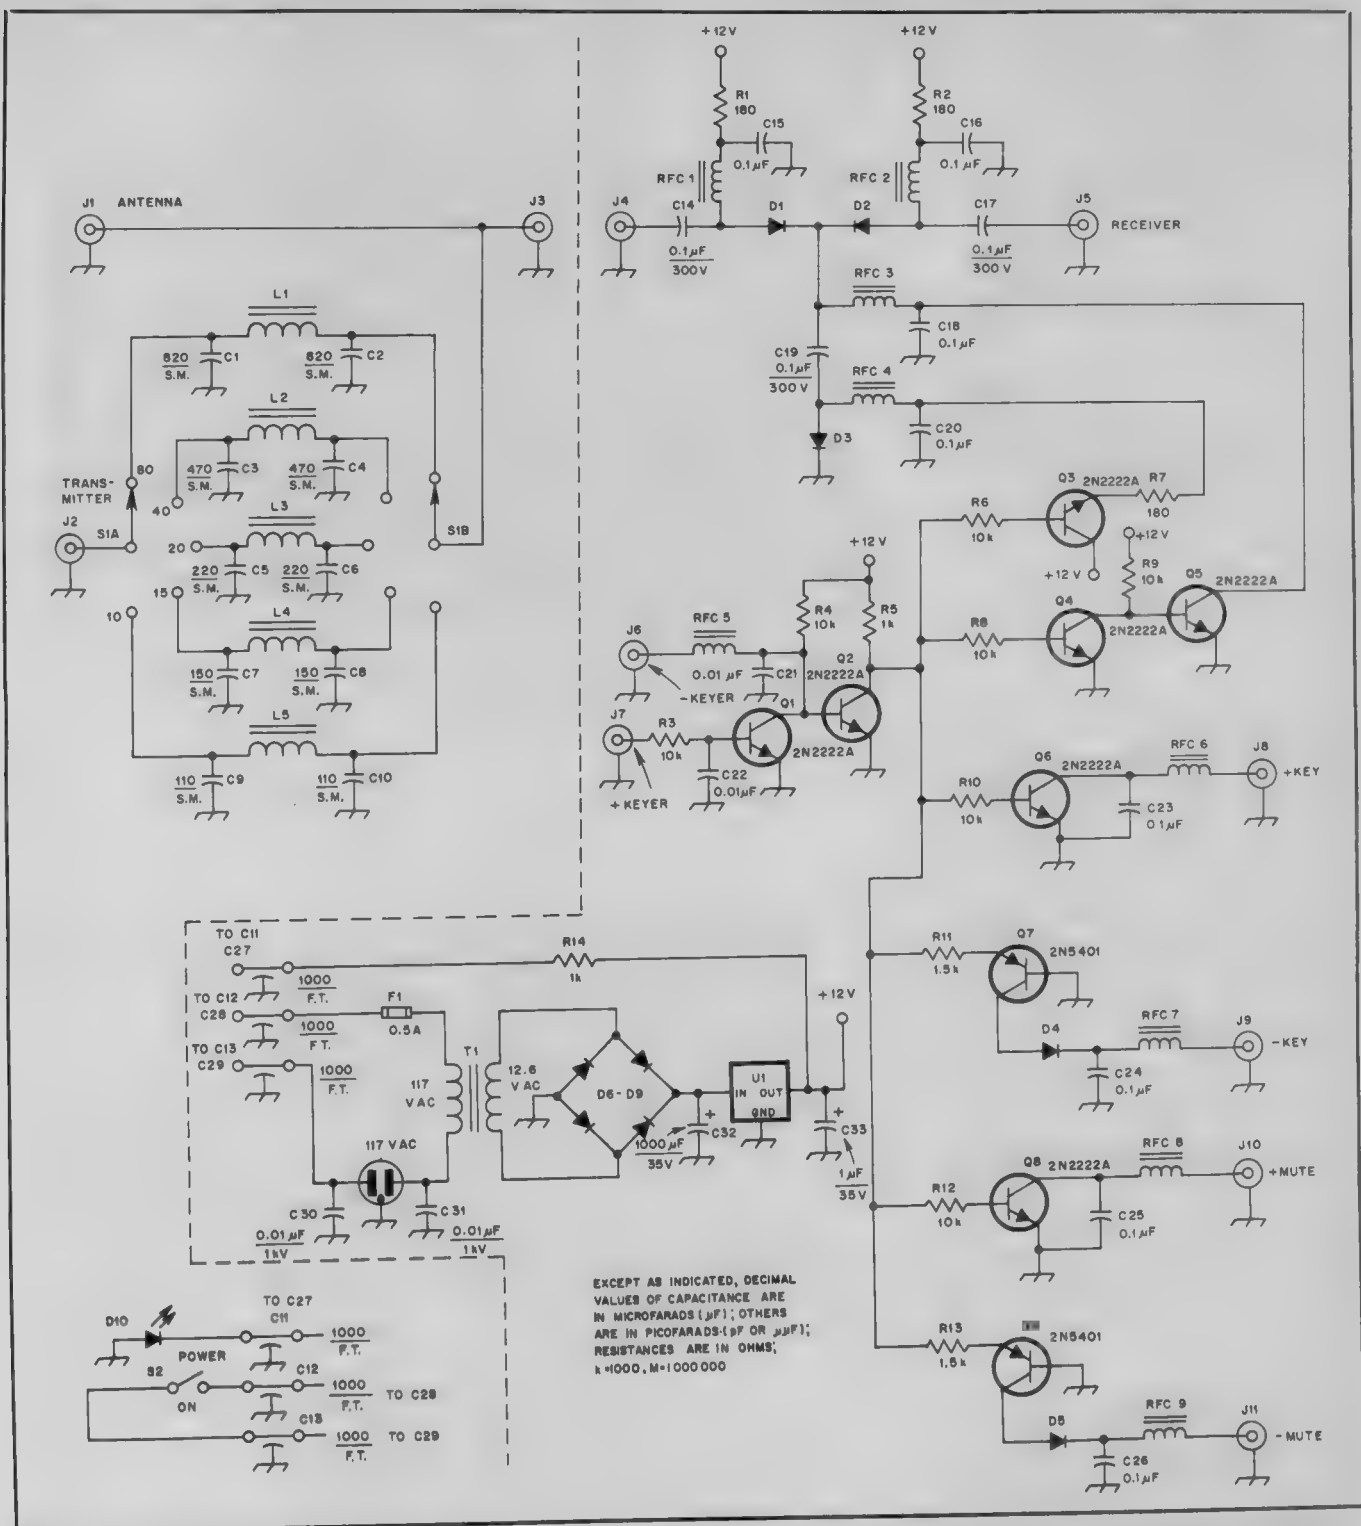 +12V
+12V
R1
180
C15
0.1µF
R2
180
C16
0.1µF
RFC 1
RFC 2
J1
ANTENNA
J3
J4
C14
0.1µF
300V
D1
D2
C17
0.1µF
300V
J5
RECEIVER
RFC 3
C18
0.1µF
C19
0.1µF
300V
RFC 4
C20
0.1µF
D3
L1
820
S.M.
C1
820
S.M.
C2
L2
470
S.M.
C3
470
S.M.
C4
80
TRANS-
MITTER
J2
S1A
40
L3
S1B
20
220
S.M.
C5
220
S.M.
C6
15
10
L4
150
S.M.
C7
150
S.M.
C8
L5
110
S.M.
C9
110
S.M.
C10
Q3
2N2222A
R7
180
R6
10k
+12V
+12V
R9
10k
Q5
2N2222A
Q4
2N2222A
R8
10k
+12V
R4
10k
R5
1k
J6
RFC 5
0.01µF
C21
-KEYER
Q2
2N2222A
J7
R3
10k
Q1
2N2222A
C22
0.01µF
+KEYER
Q6
2N2222A
RFC 6
J8
+KEY
R10
10k
C23
0.1µF
TO C11
C27
1000
F.T.
R14
1k
TO C12
C28
1000
F.T.
F1
0.5A
TO C13
C29
1000
F.T.
T1
117
VAC
12.6
VAC
D6-D9
U1
IN OUT
GND
+12V
1000µF
35V
+
C32
+
C33
1µF
35V
117 VAC
C30
0.01µF
1kV
C31
0.01µF
1kV
R11
1.5k
Q7
2N5401
D4
RFC 7
J9
-KEY
C24
0.1µF
Q8
2N2222A
RFC 8
J10
+MUTE
R12
10k
C25
0.1µF
R13
1.5k
2N5401
D5
RFC 9
J11
-MUTE
C26
0.1µF
D10
TO C27
C11
1000
F.T.
POWER
S2
ON
C12
1000
F.T.
TO C28
C13
1000
F.T.
TO C29
EXCEPT AS INDICATED, DECIMAL
VALUES OF CAPACITANCE ARE
IN MICROFARADS (µF); OTHERS
ARE IN PICOFARADS (pF OR µµF);
RESISTANCES ARE IN OHMS;
k=1000, M=1000000